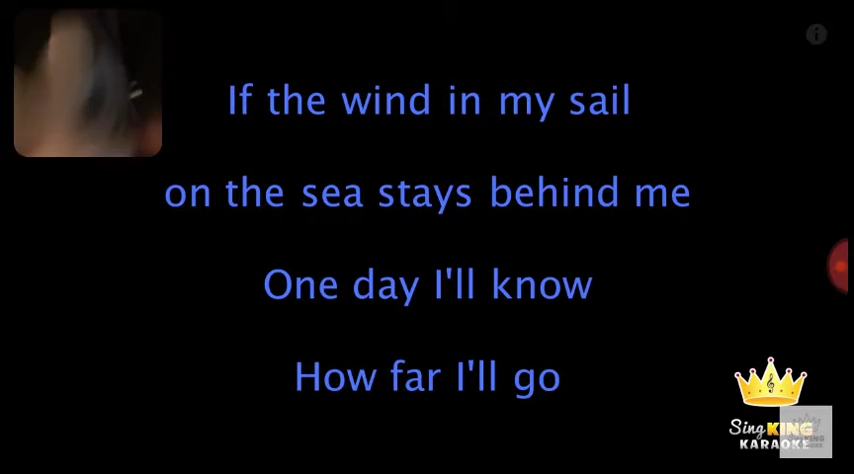 If the wind in my sail
on the sea stays behind me
One day I'll know
How far I'll go
Sing KING
KARAOKE